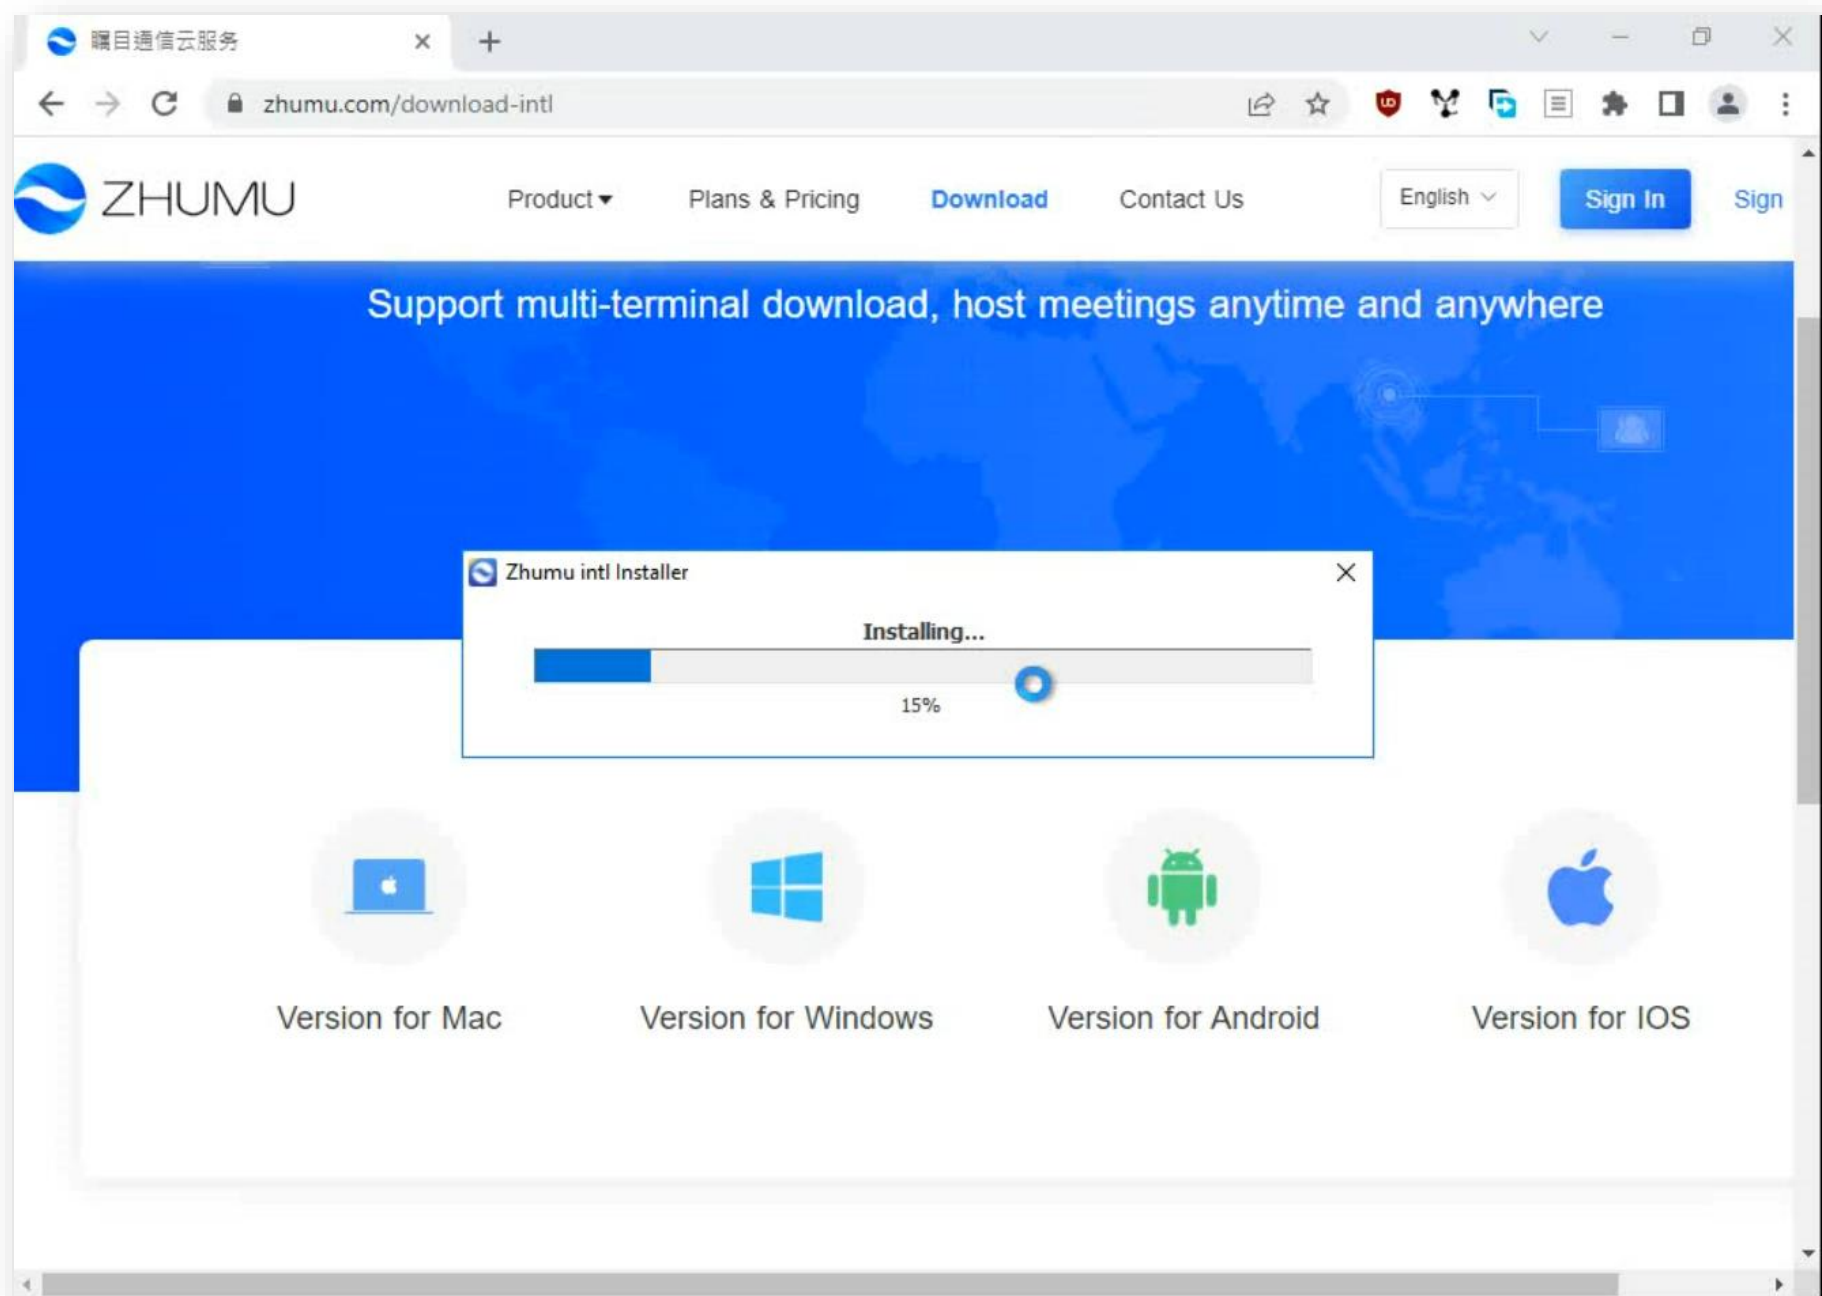 瞩目通信云服务
zhumu.com/download-intl
ZHUMU
Product
Plans & Pricing
Download
Contact Us
English
Sign In
Sign
Support multi-terminal download, host meetings anytime and anywhere
Zhumu intl Installer
Installing...
15%
Version for Mac
Version for Windows
Version for Android
Version for IOS